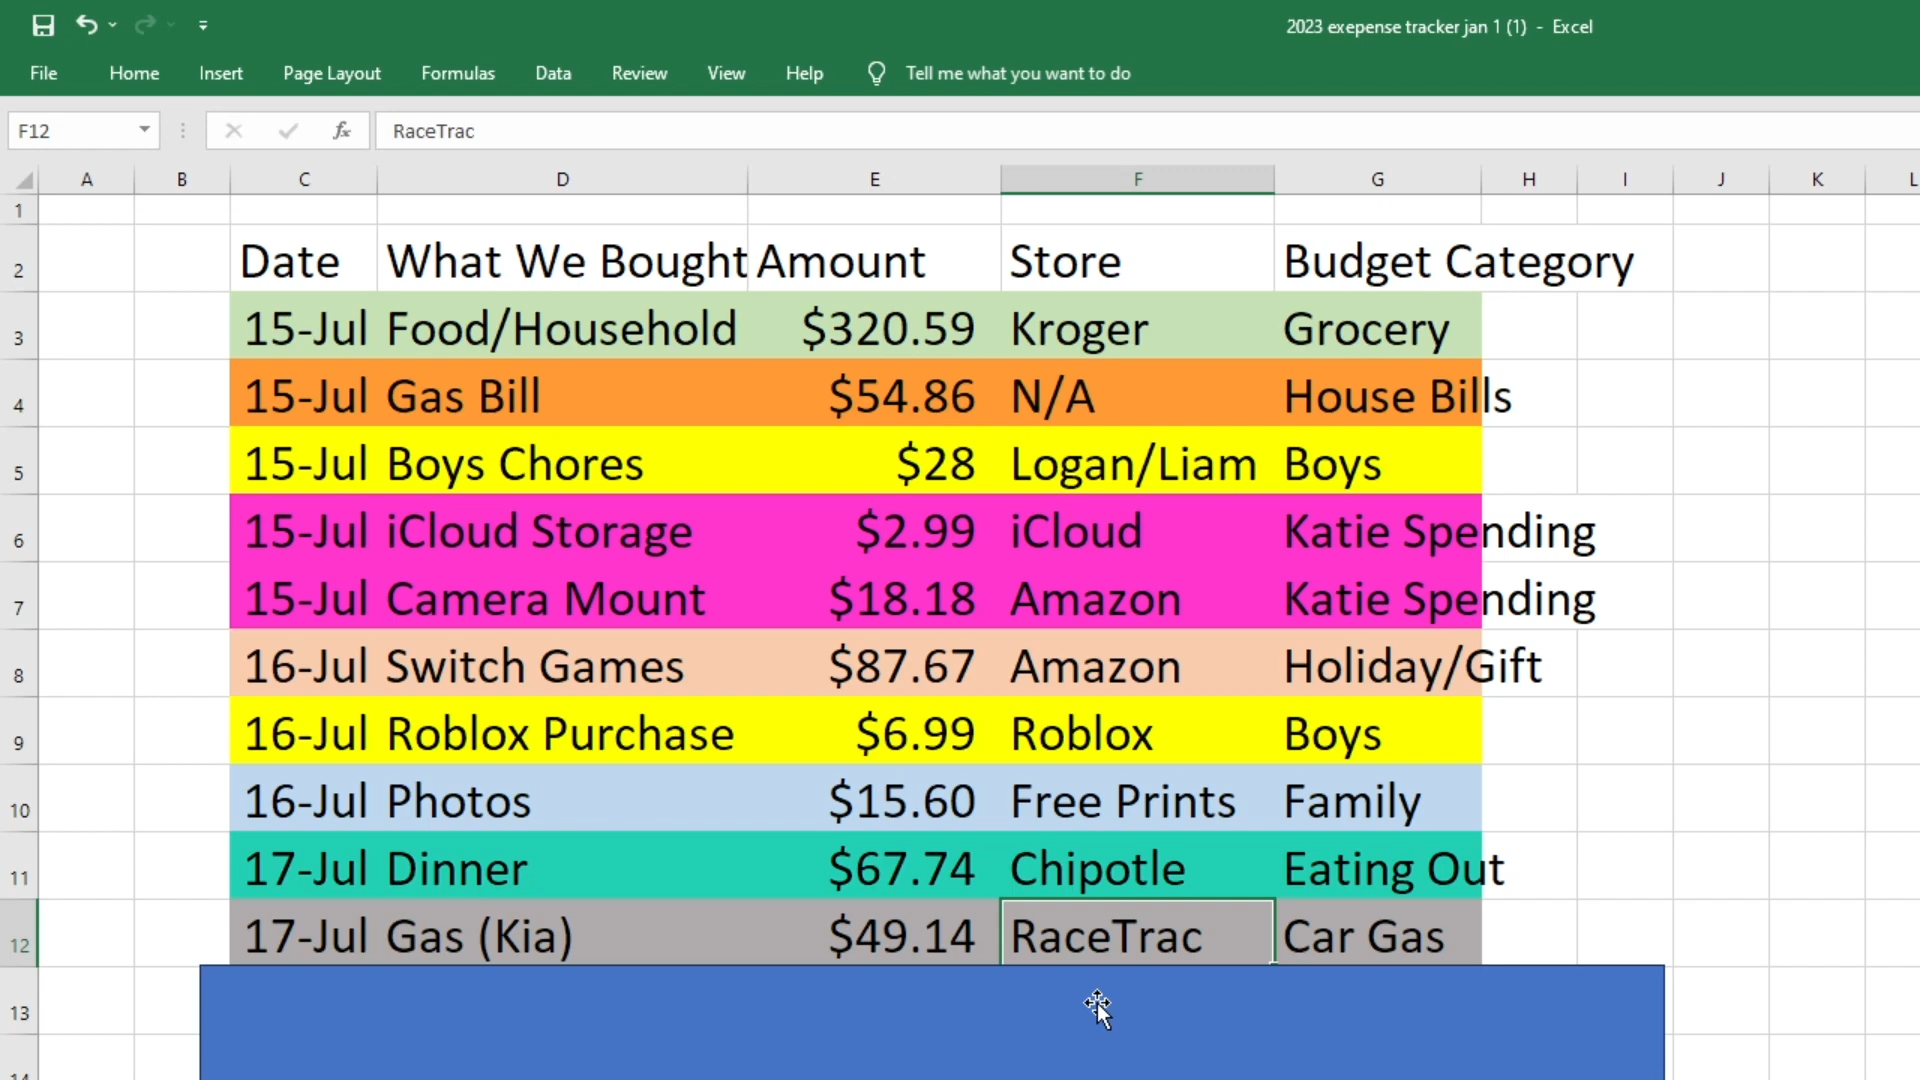 2023 exepense tracker jan 1 (1) - Excel
File Home Insert Page Layout Formulas Data Review View Help Tell me what you want to do
F12 fx RaceTrac
A B C D E F G H I J K L
1
2 Date What We Bought Amount Store Budget Category
3 15-Jul Food/Household $320.59 Kroger Grocery
4 15-Jul Gas Bill $54.86 N/A House Bills
5 15-Jul Boys Chores $28 Logan/Liam Boys
6 15-Jul iCloud Storage $2.99 iCloud Katie Spending
7 15-Jul Camera Mount $18.18 Amazon Katie Spending
8 16-Jul Switch Games $87.67 Amazon Holiday/Gift
9 16-Jul Roblox Purchase $6.99 Roblox Boys
10 16-Jul Photos $15.60 Free Prints Family
11 17-Jul Dinner $67.74 Chipotle Eating Out
12 17-Jul Gas (Kia) $49.14 RaceTrac Car Gas
13
14